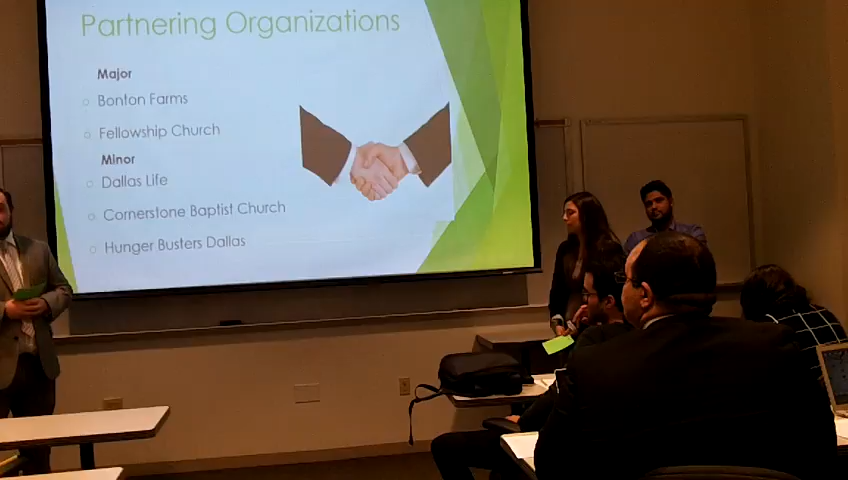 Partnering Organizations
Major
Bonton Farms
Fellowship Church
Minor
Dallas Life
Cornerstone Baptist Church
Hunger Busters Dallas